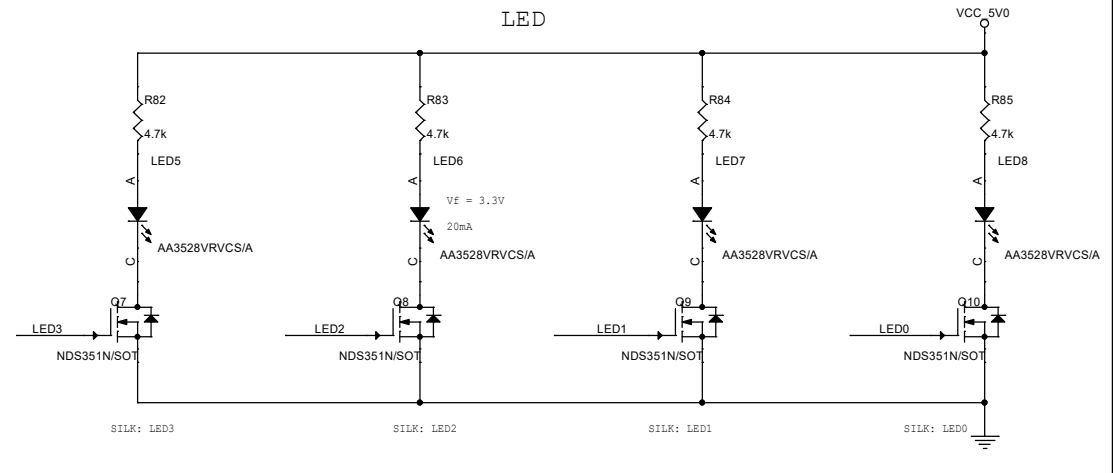 LED
VCC_5V0
R82
R83
R84
R85
4.7k
4.7k
4.7k
4.7k
LED5
LED6
LED7
LED8
A
A
A
A
Vf = 3.3V
20mA
AA3528VRVCS/A
AA3528VRVCS/A
AA3528VRVCS/A
AA3528VRVCS/A
C
C
C
C
Q7
Q8
Q9
Q10
LED3
LED2
LED1
LED0
NDS351N/SOT
NDS351N/SOT
NDS351N/SOT
NDS351N/SOT
SILK: LED3
SILK: LED2
SILK: LED1
SILK: LED0